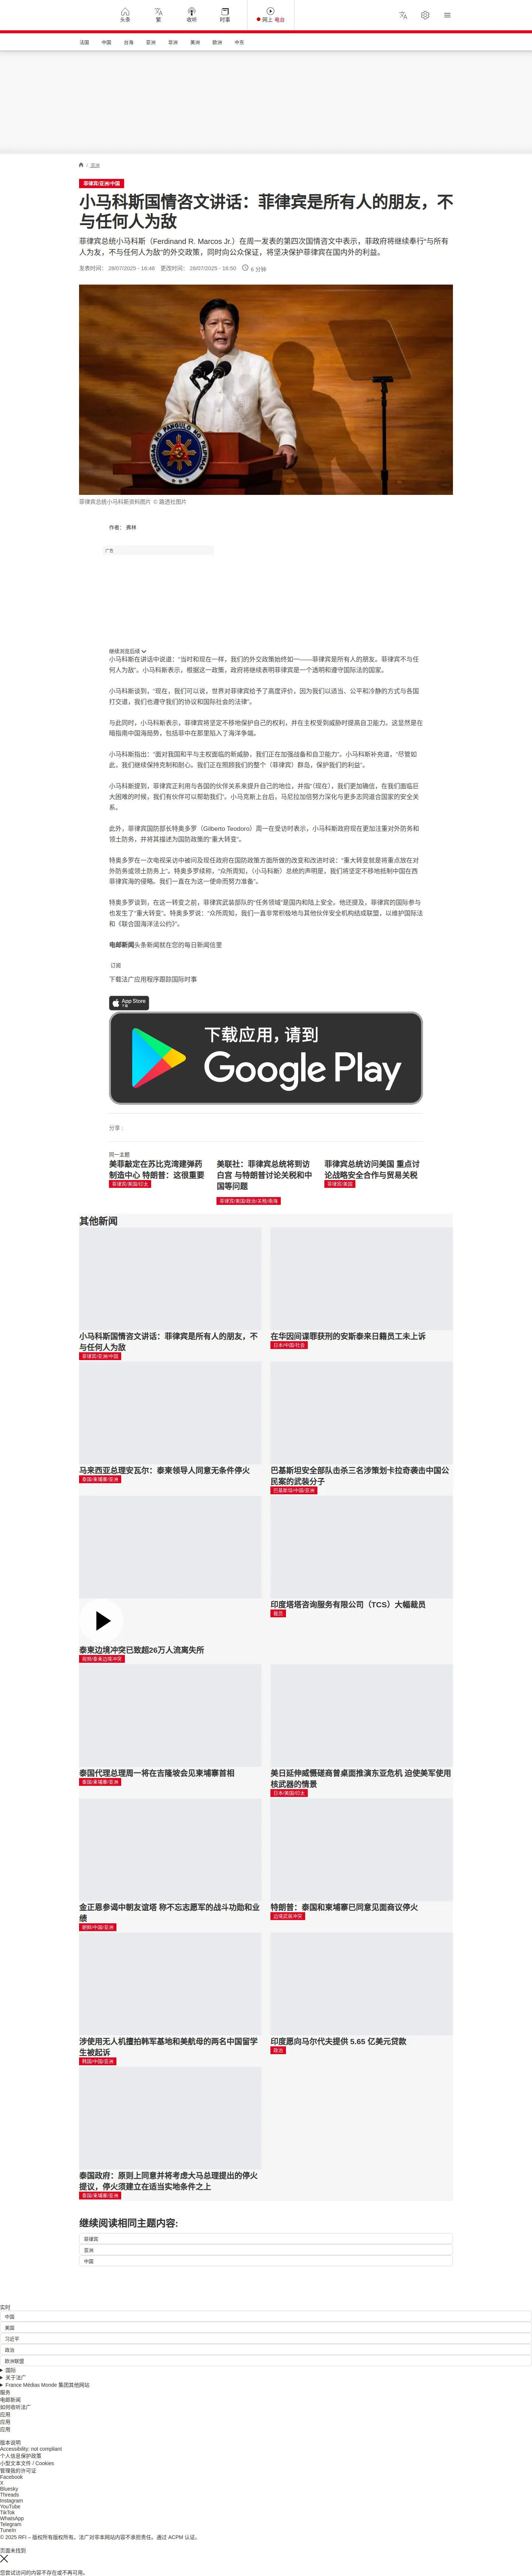 头条
繁
收听
时事
网上 电台
法国 中国 台海 亚洲 非洲 美洲 欧洲 中东
/ 亚洲
菲律宾/亚洲/中国
小马科斯国情咨文讲话：菲律宾是所有人的朋友，不
与任何人为敌
菲律宾总统小马科斯（Ferdinand R. Marcos Jr.）在周一发表的第四次国情咨文中表示，菲政府将继续奉行“与所有
人为友，不与任何人为敌”的外交政策，同时向公众保证，将坚决保护菲律宾在国内外的利益。
发表时间： 28/07/2025 - 16:48 更改时间： 28/07/2025 - 16:50 6 分钟
菲律宾总统小马科斯资料图片 © 路透社图片
作者： 弗林
广告
继续浏览后续
小马科斯在讲话中说道：“当时和现在一样，我们的外交政策始终如一——菲律宾是所有人的朋友。菲律宾不与任
何人为敌”。小马科斯表示，根据这一政策，政府将继续表明菲律宾是一个透明和遵守国际法的国家。
小马科斯谈到，“现在，我们可以说，世界对菲律宾给予了高度评价，因为我们以适当、公平和冷静的方式与各国
打交道，我们也遵守我们的协议和国际社会的法律”。
与此同时，小马科斯表示，菲律宾将坚定不移地保护自己的权利，并在主权受到威胁时提高自卫能力。这显然是在
暗指南中国海局势，包括菲中在那里陷入了海洋争端。
小马科斯指出：“面对我国和平与主权面临的新威胁，我们正在加强战备和自卫能力”。小马科斯补充道，“尽管如
此，我们继续保持克制和耐心。我们正在照顾我们的整个（菲律宾）群岛，保护我们的利益”。
小马科斯提到，菲律宾正利用与各国的伙伴关系来提升自己的地位，并指“（现在），我们更加确信，在我们面临巨
大困难的时候，我们有伙伴可以帮助我们”。小马克斯上台后，马尼拉加倍努力深化与更多志同道合国家的安全关
系。
此外，菲律宾国防部长特奥多罗（Gilberto Teodoro）周一在受访时表示，小马科斯政府现在更加注重对外防务和
领土防务，并将其描述为国防政策的“重大转变”。
特奥多罗在一次电视采访中被问及现任政府在国防政策方面所做的改变和改进时说：“重大转变就是将重点放在对
外防务或领土防务上”。特奥多罗续称，“众所周知，（小马科斯）总统的声明是，我们将坚定不移地抵制中国在西
菲律宾海的侵略。我们一直在为这一使命而努力准备”。
特奥多罗谈到，在这一转变之前，菲律宾武装部队的“任务领域”是国内和陆上安全。他还提及，菲律宾的国际参与
也发生了“重大转变”。特奥多罗说：“众所周知，我们一直非常积极地与其他伙伴安全机构结成联盟，以维护国际法
和《联合国海洋法公约》”。
电邮新闻头条新闻就在您的每日新闻信里
订阅
下载法广应用程序跟踪国际时事
App Store
下载应用，请到
Google Play
分享 :
同一主题
美菲敲定在苏比克湾建弹药
制造中心 特朗普：这很重要
菲律宾/美国/印太
美联社：菲律宾总统将到访
白宫 与特朗普讨论关税和中
国等问题
菲律宾/美国/政治/关税/南海
菲律宾总统访问美国 重点讨
论战略安全合作与贸易关税
菲律宾/美国
其他新闻
小马科斯国情咨文讲话：菲律宾是所有人的朋友，不
与任何人为敌
菲律宾/亚洲/中国
在华因间谍罪获刑的安斯泰来日籍员工未上诉
日本/中国/社会
马来西亚总理安瓦尔：泰柬领导人同意无条件停火
泰国/柬埔寨/亚洲
巴基斯坦安全部队击杀三名涉策划卡拉奇袭击中国公
民案的武装分子
巴基斯坦/中国/亚洲
泰柬边境冲突已致超26万人流离失所
视频/泰柬边境冲突
印度塔塔咨询服务有限公司（TCS）大幅裁员
裁员
泰国代理总理周一将在吉隆坡会见柬埔寨首相
泰国/柬埔寨/亚洲
美日延伸威慑磋商曾桌面推演东亚危机 迫使美军使用
核武器的情景
日本/美国/印太
金正恩参谒中朝友谊塔 称不忘志愿军的战斗功勋和业
绩
朝鲜/中国/亚洲
特朗普：泰国和柬埔寨已同意见面商议停火
边境武装冲突
涉使用无人机擅拍韩军基地和美航母的两名中国留学
生被起诉
韩国/中国/亚洲
印度愿向马尔代夫提供 5.65 亿美元贷款
政治
泰国政府：原则上同意并将考虑大马总理提出的停火
提议，停火须建立在适当实地条件之上
泰国/柬埔寨/亚洲
继续阅读相同主题内容:
菲律宾
亚洲
中国
实时
中国
美国
习近平
政治
欧洲联盟
国际
关于法广
France Médias Monde 集团其他网站
服务
电邮新闻
如何收听法广
应用
应用
应用
版本说明
Accessibility: not compliant
个人信息保护政策
小型文本文件 / Cookies
管理我的许可证
Facebook
X
Bluesky
Threads
Instagram
YouTube
TikTok
WhatsApp
Telegram
TuneIn
© 2025 RFI – 版权所有版权所有。法广对非本网站内容不承担责任。通过 ACPM 认证。
页面未找到
您尝试访问的内容不存在或不再可用。